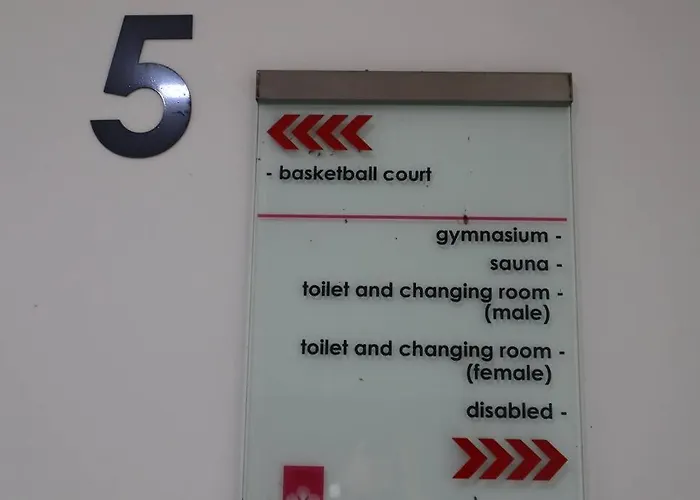 5
- basketball court
gymnasium -
sauna -
toilet and changing room -
(male)
toilet and changing room -
(female)
disabled -